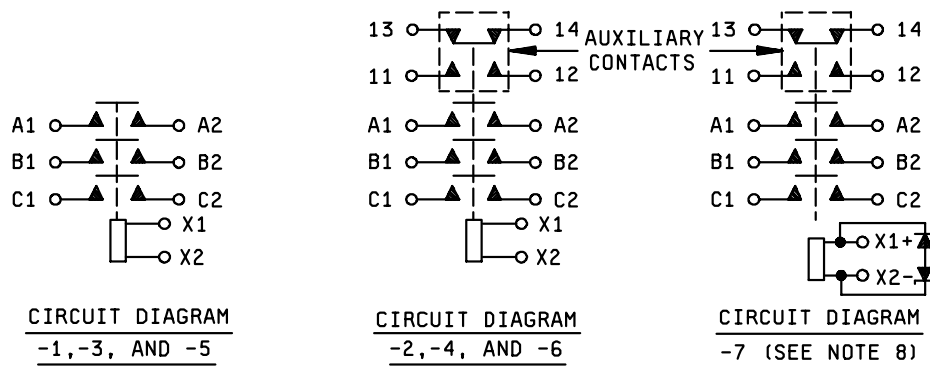 13 14 AUXILIARY CONTACTS 13 14
11 12 11 12
A1 A2 A1 A2 A1 A2
B1 B2 B1 B2 B1 B2
C1 C2 C1 C2 C1 C2
X1 X1 X1+
X2 X2 X2-
CIRCUIT DIAGRAM
-1,-3, AND -5
CIRCUIT DIAGRAM
-2,-4, AND -6
CIRCUIT DIAGRAM
-7 (SEE NOTE 8)